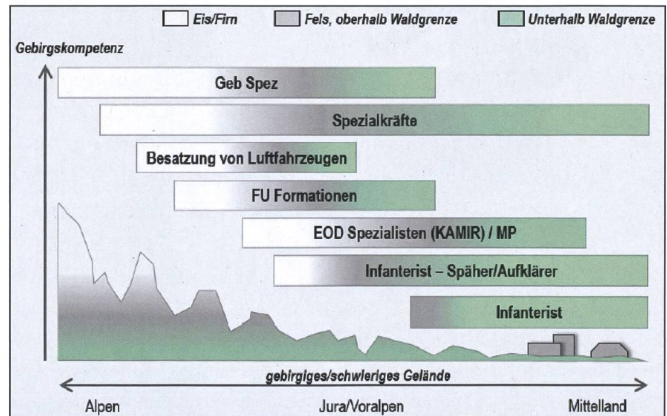 Eis/Firn
Fels, oberhalb Waldgrenze
Unterhalb Waldgrenze
Gebirgskompetenz
Geb Spez
Spezialkräfte
Besatzung von Luftfahrzeugen
FU Formationen
EOD Spezialisten (KAMIR) / MP
Infanterist – Späher/Aufklärer
Infanterist
gebirgiges/schwieriges Gelände
Alpen
Jura/Voralpen
Mittelland